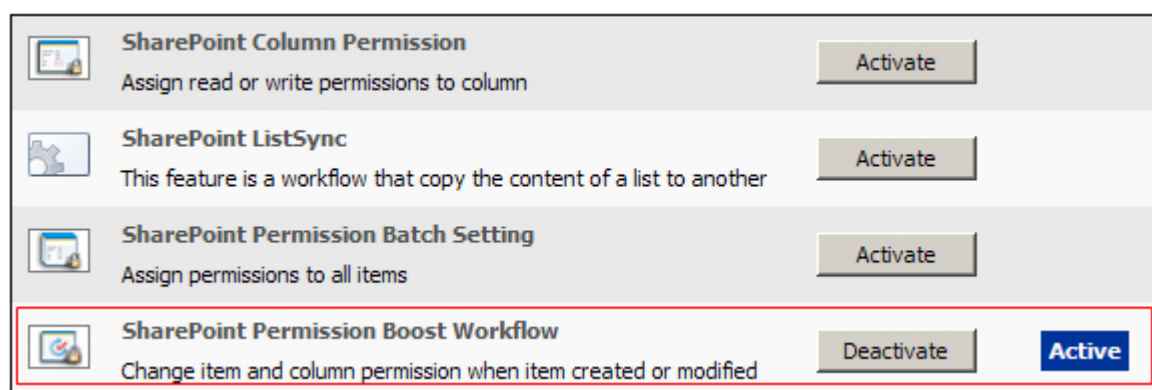 SharePoint Column Permission
Assign read or write permissions to column
Activate
SharePoint ListSync
This feature is a workflow that copy the content of a list to another
Activate
SharePoint Permission Batch Setting
Assign permissions to all items
Activate
SharePoint Permission Boost Workflow
Change item and column permission when item created or modified
Deactivate
Active